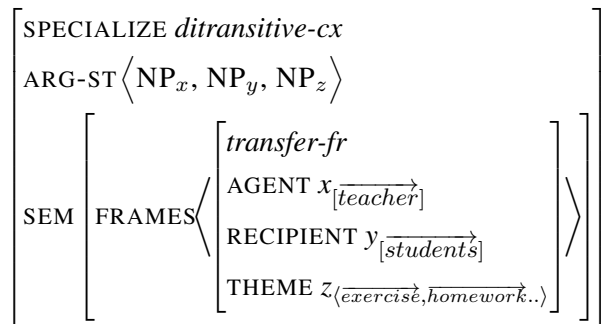 SPECIALIZE ditransitive-cx
ARG-ST ⟨NPx, NPy, NPz⟩
transfer-fr
AGENT x[teacher]
SEM [FRAMES⟨ RECIPIENT y[students] ⟩]
THEME z⟨exercise,homework..⟩